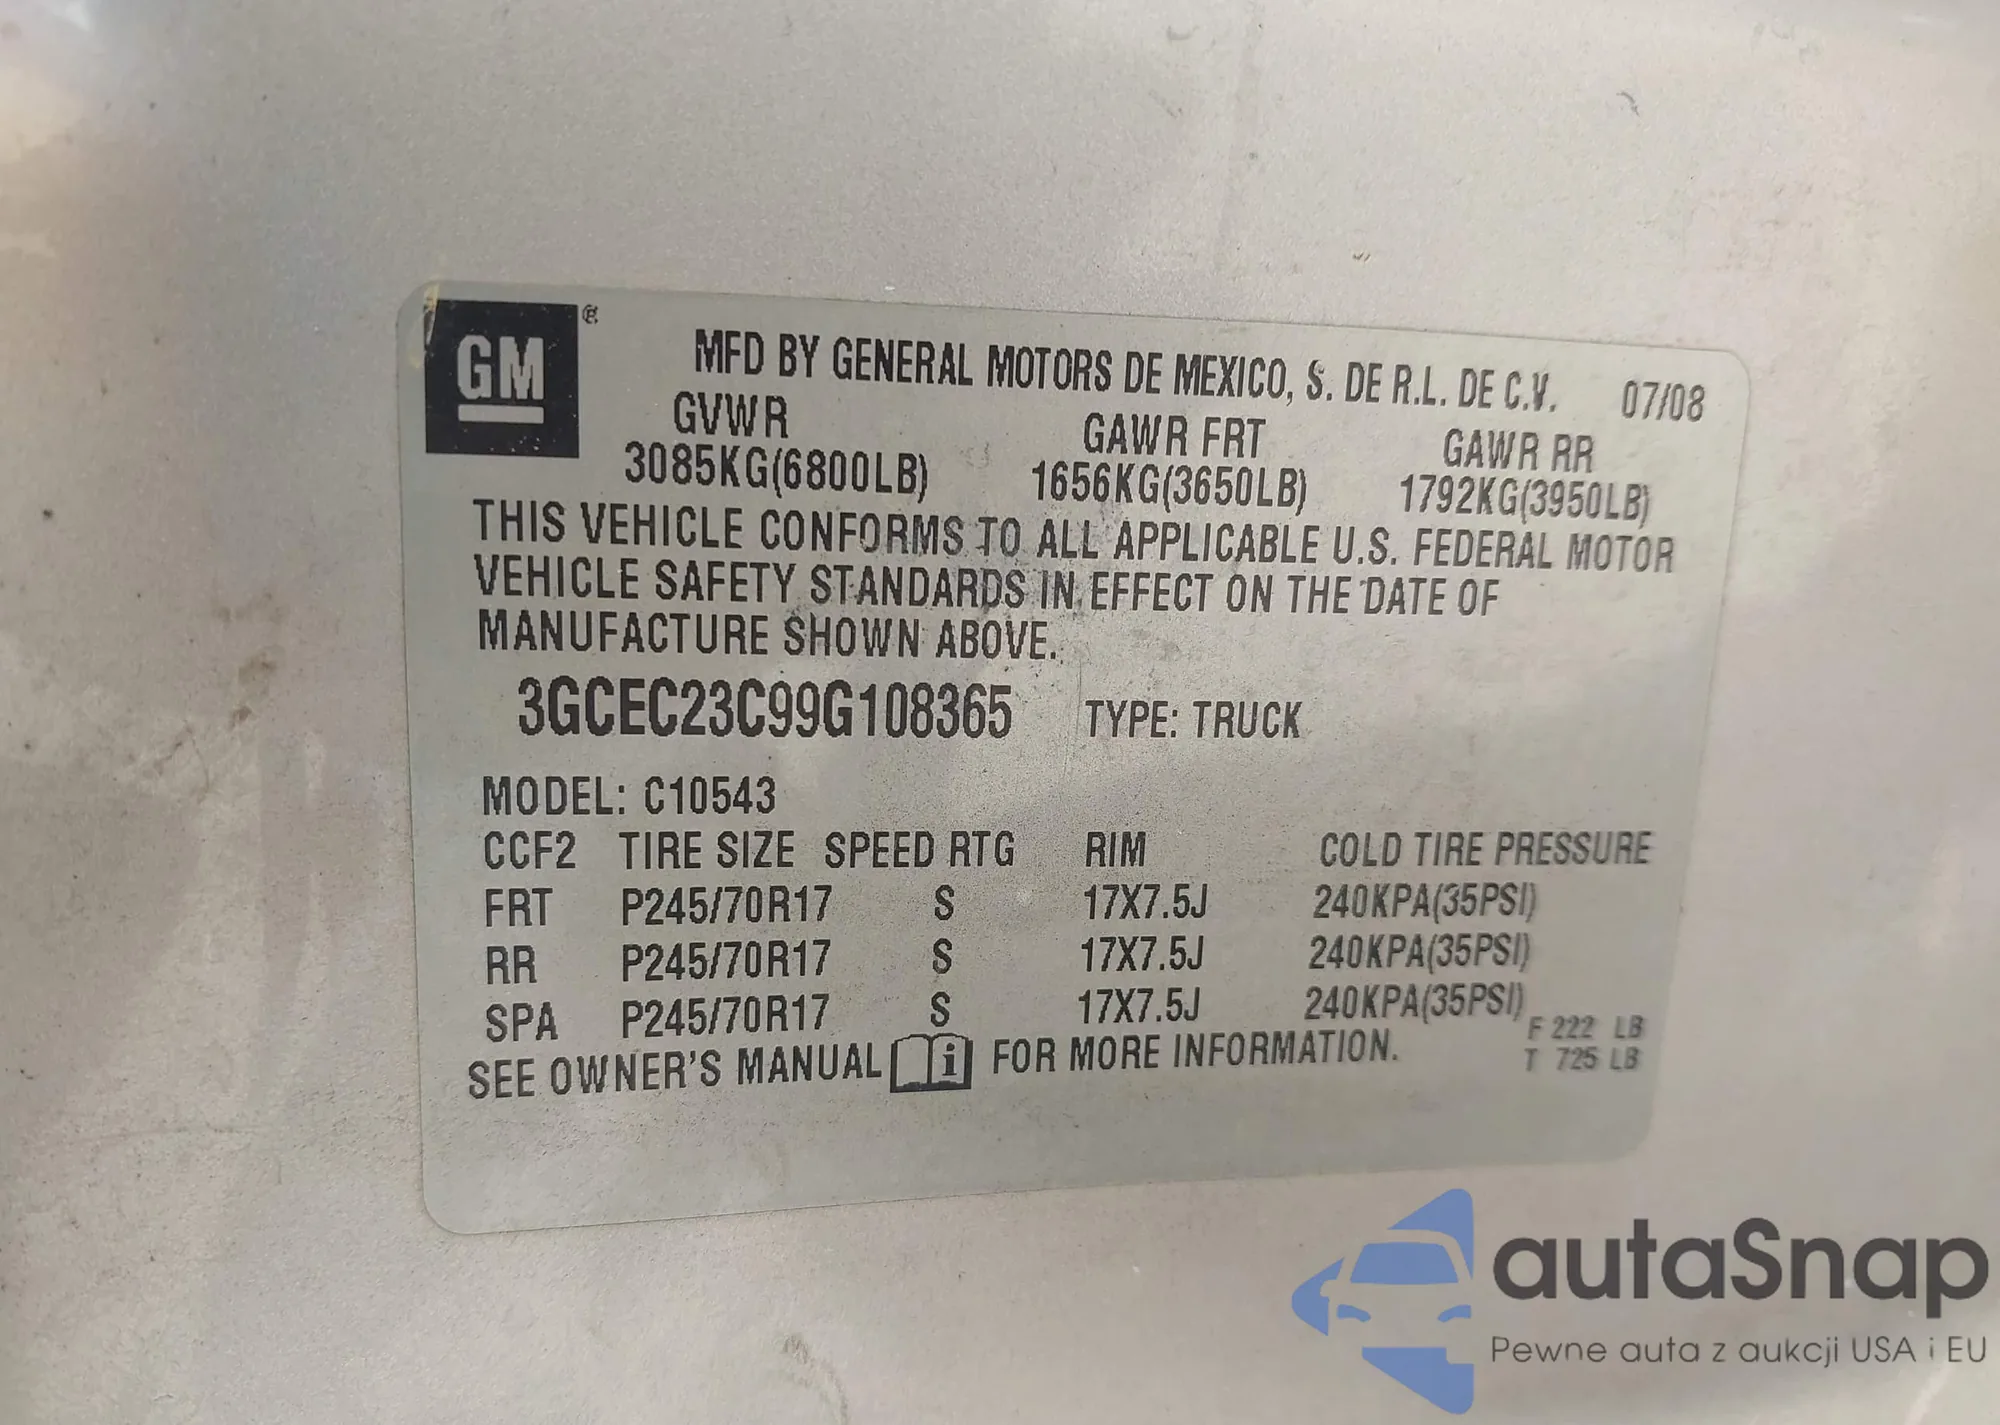 GM ®
MFD BY GENERAL MOTORS DE MEXICO, S. DE R.L. DE C.V. 07/08
GVWR GAWR FRT GAWR RR
3085KG(6800LB) 1656KG(3650LB) 1792KG(3950LB)
THIS VEHICLE CONFORMS TO ALL APPLICABLE U.S. FEDERAL MOTOR
VEHICLE SAFETY STANDARDS IN EFFECT ON THE DATE OF
MANUFACTURE SHOWN ABOVE.
3GCEC23C99G108365 TYPE: TRUCK
MODEL: C10543
CCF2 TIRE SIZE SPEED RTG RIM COLD TIRE PRESSURE
FRT P245/70R17 S 17X7.5J 240KPA(35PSI)
RR P245/70R17 S 17X7.5J 240KPA(35PSI)
SPA P245/70R17 S 17X7.5J 240KPA(35PSI)
F 222 LB
T 725 LB
SEE OWNER'S MANUAL i FOR MORE INFORMATION.
autaSnap
Pewne auta z aukcji USA i EU